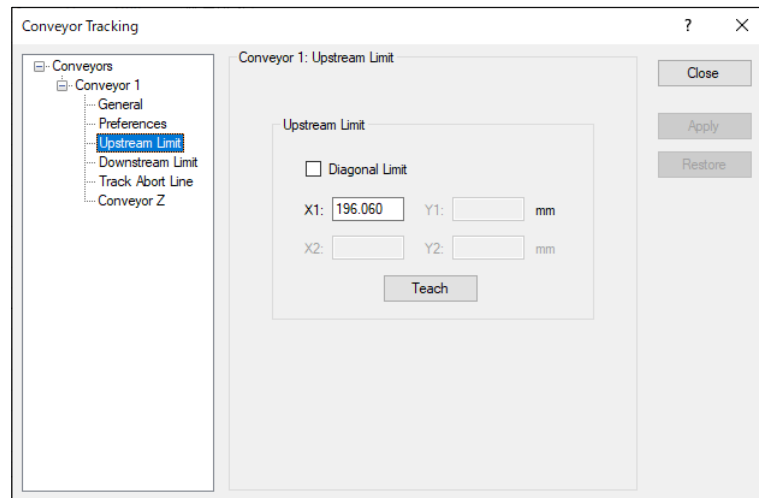 Conveyor Tracking
?
Conveyors
Conveyor 1
General
Preferences
Upstream Limit
Downstream Limit
Track Abort Line
Conveyor Z
Conveyor 1: Upstream Limit
Upstream Limit
Diagonal Limit
X1: 196.060 Y1: mm
X2: Y2: mm
Teach
Close
Apply
Restore